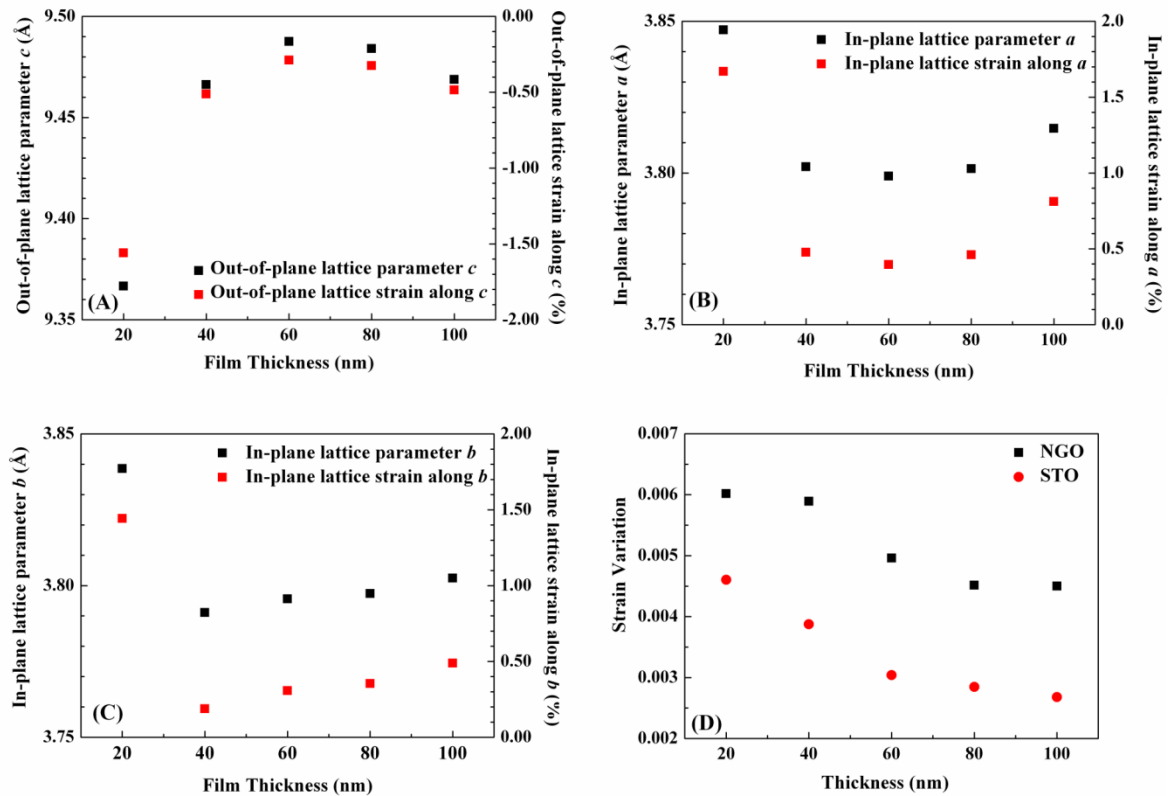 9.50
9.46
9.40
9.35
Out-of-plane lattice parameter c (Å)
0.00
-0.50
-1.00
-1.50
-2.00
Out-of-plane lattice strain along c (%)
Out-of-plane lattice parameter c
Out-of-plane lattice strain along c
(A)
20 40 60 80 100
Film Thickness (nm)
3.85
3.80
3.75
In-plane lattice parameter a (Å)
2.0
1.5
1.0
0.5
0.0
In-plane lattice strain along a (%)
In-plane lattice parameter a
In-plane lattice strain along a
(B)
20 40 60 80 100
Film Thickness (nm)
3.85
3.80
3.75
In-plane lattice parameter b (Å)
2.00
1.50
1.00
0.50
0.00
In-plane lattice strain along b (%)
In-plane lattice parameter b
In-plane lattice strain along b
(C)
20 40 60 80 100
Film Thickness (nm)
0.007
0.006
0.005
0.004
0.003
0.002
Strain Variation
NGO
STO
(D)
20 40 60 80 100
Thickness (nm)